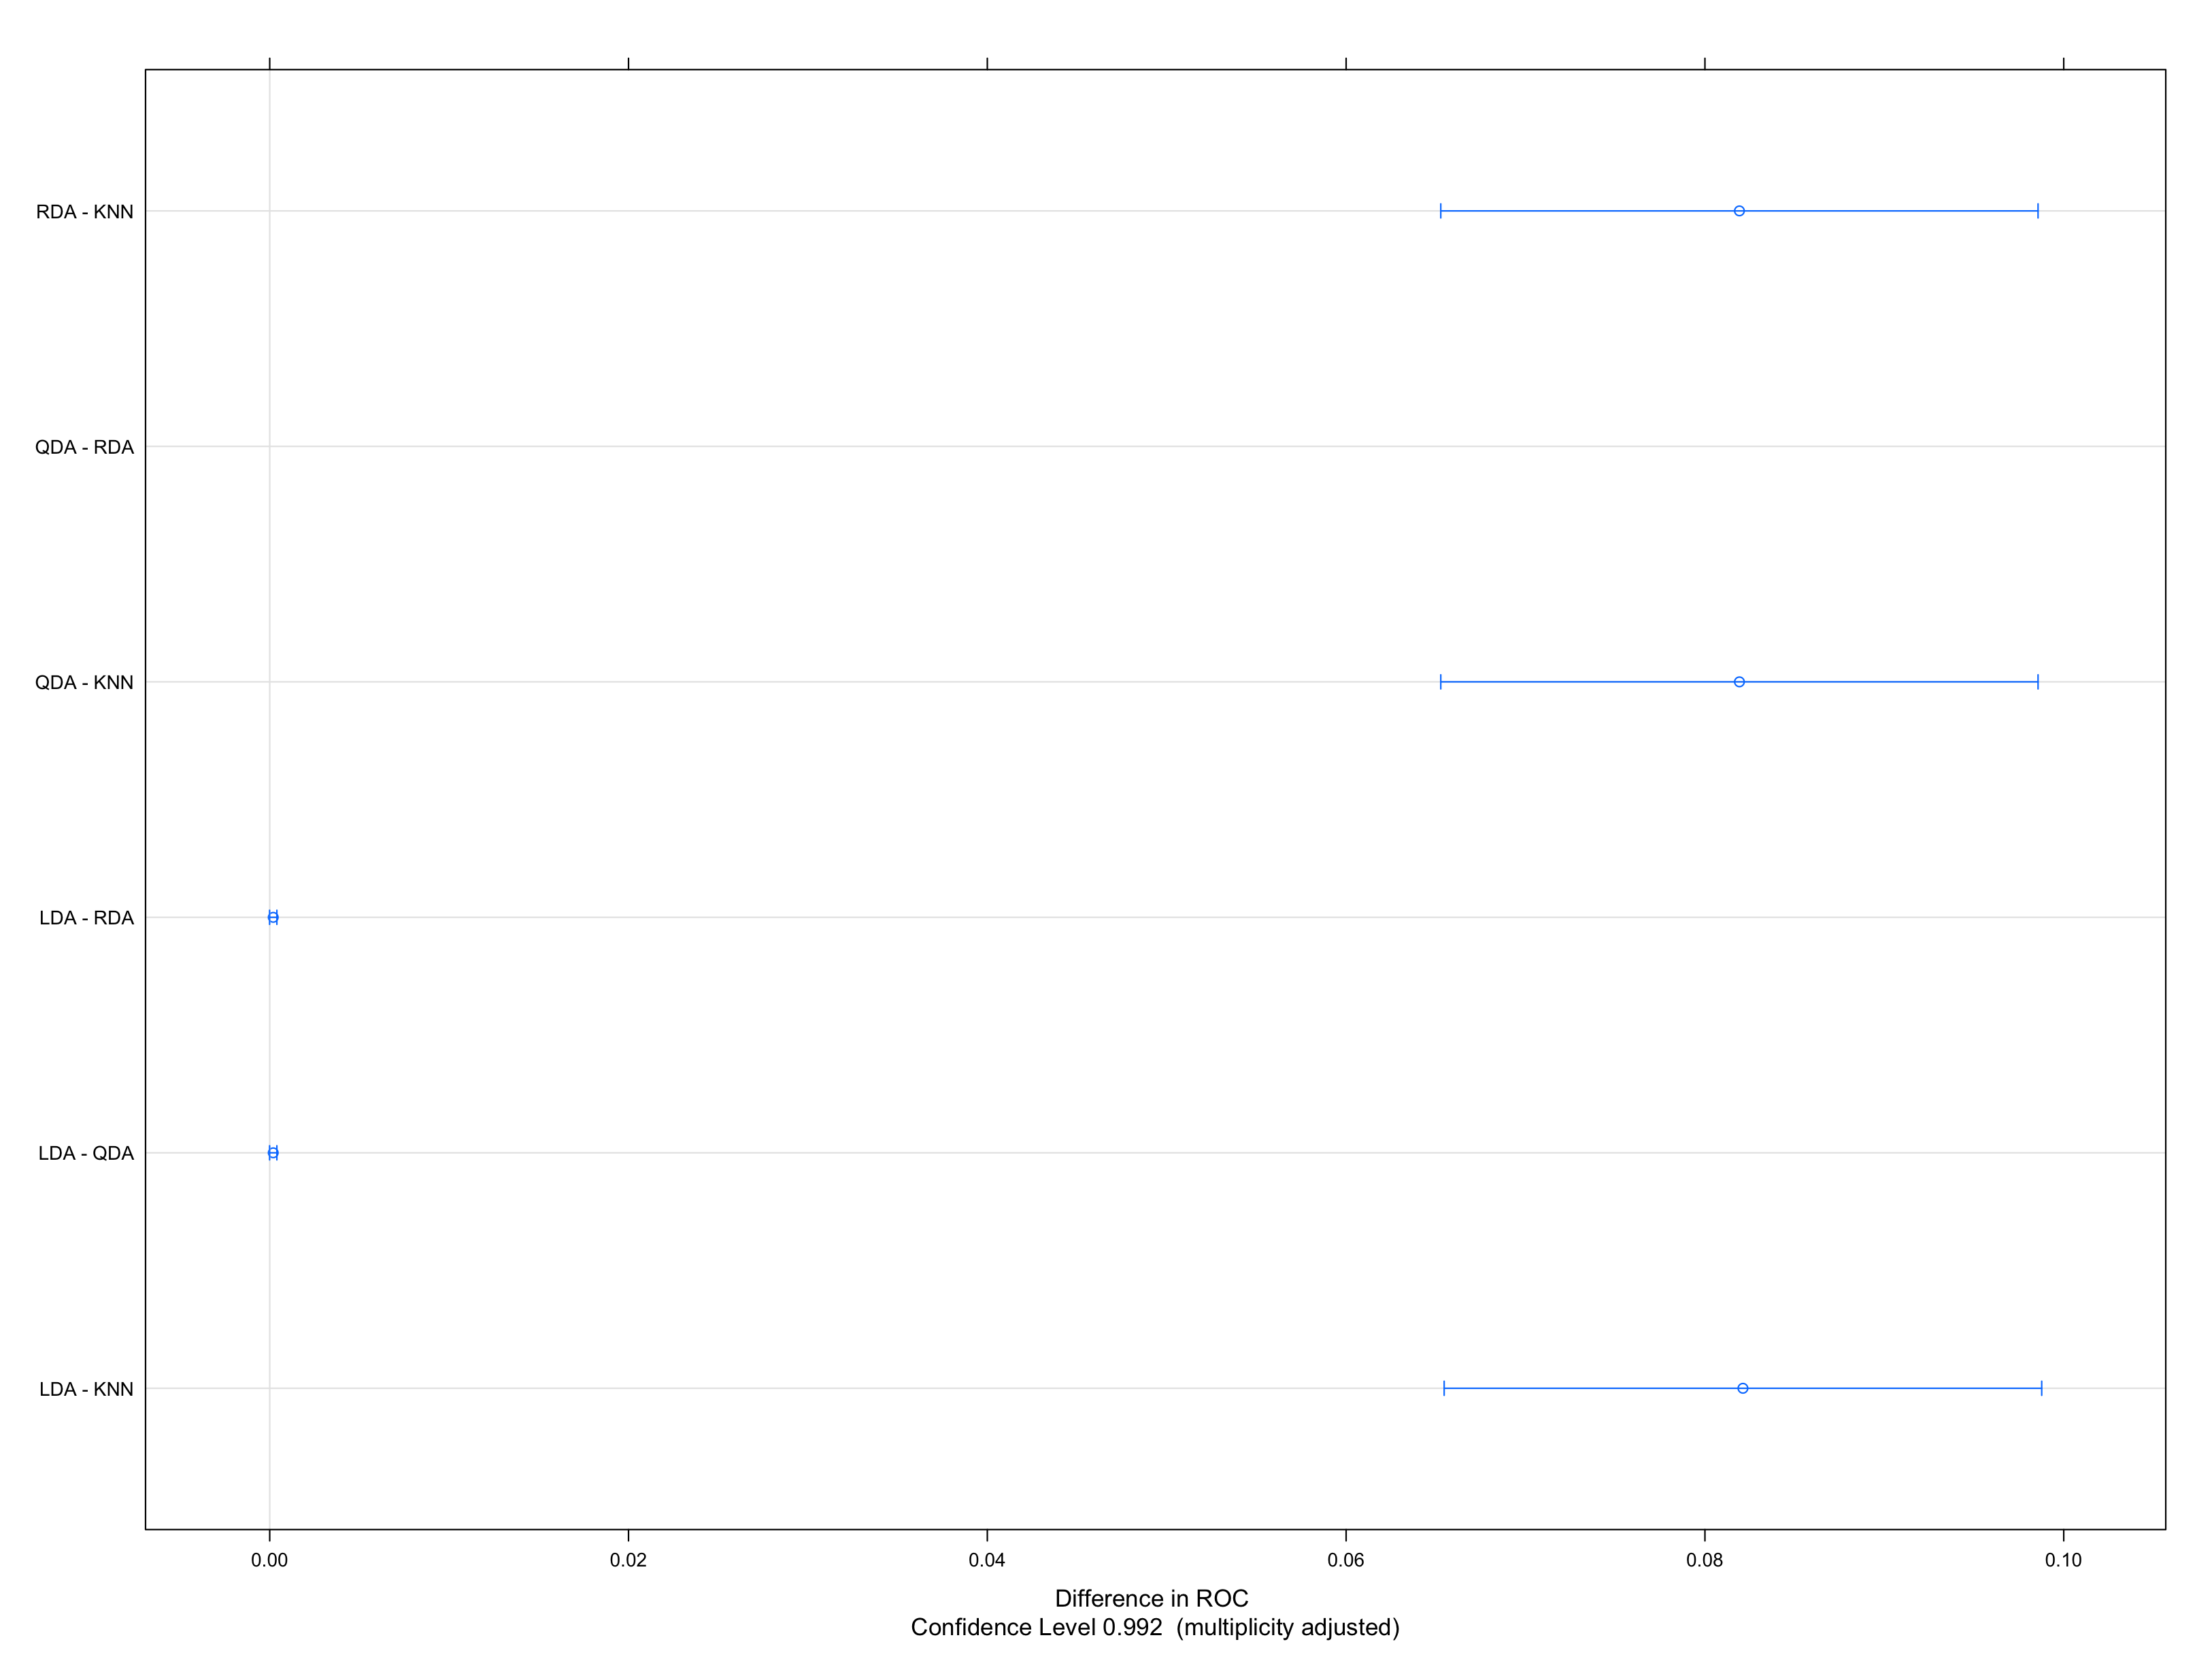 RDA - KNN
QDA - RDA
QDA - KNN
LDA - RDA
LDA - QDA
LDA - KNN
0.00 0.02 0.04 0.06 0.08 0.10
Difference in ROC
Confidence Level 0.992 (multiplicity adjusted)